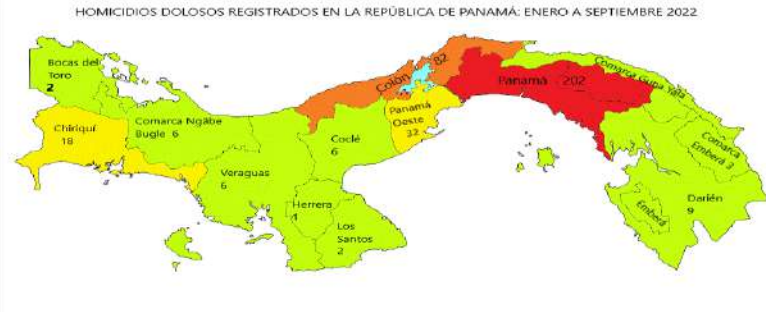 HOMICIDIOS DOLOSOS REGISTRADOS EN LA REPÚBLICA DE PANAMÁ: ENERO A SEPTIEMBRE 2022
Bocas del
Toro
2
Chiriquí
18
Comarca Ngäbe
Bugle 6
Veraguas
6
Herrera
1
Los
Santos
2
Coclé
6
Colón 82
Panamá
Oeste
32
Panamá 202
Comarca Guna Yala
Comarca
Emberá 3
Emberá
Darién
9